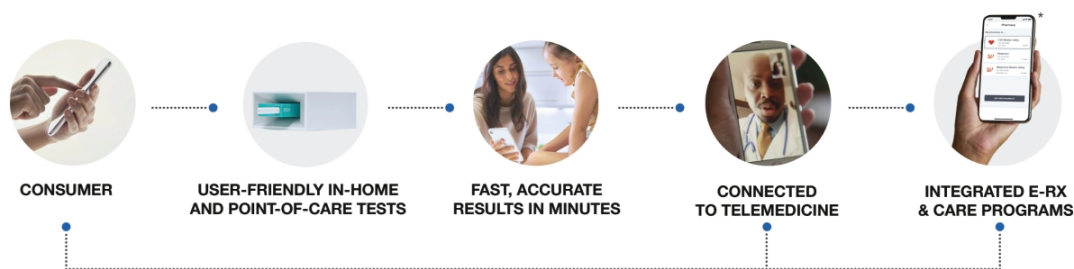 *
CONSUMER
USER-FRIENDLY IN-HOME
AND POINT-OF-CARE TESTS
FAST, ACCURATE
RESULTS IN MINUTES
CONNECTED
TO TELEMEDICINE
INTEGRATED E-RX
& CARE PROGRAMS